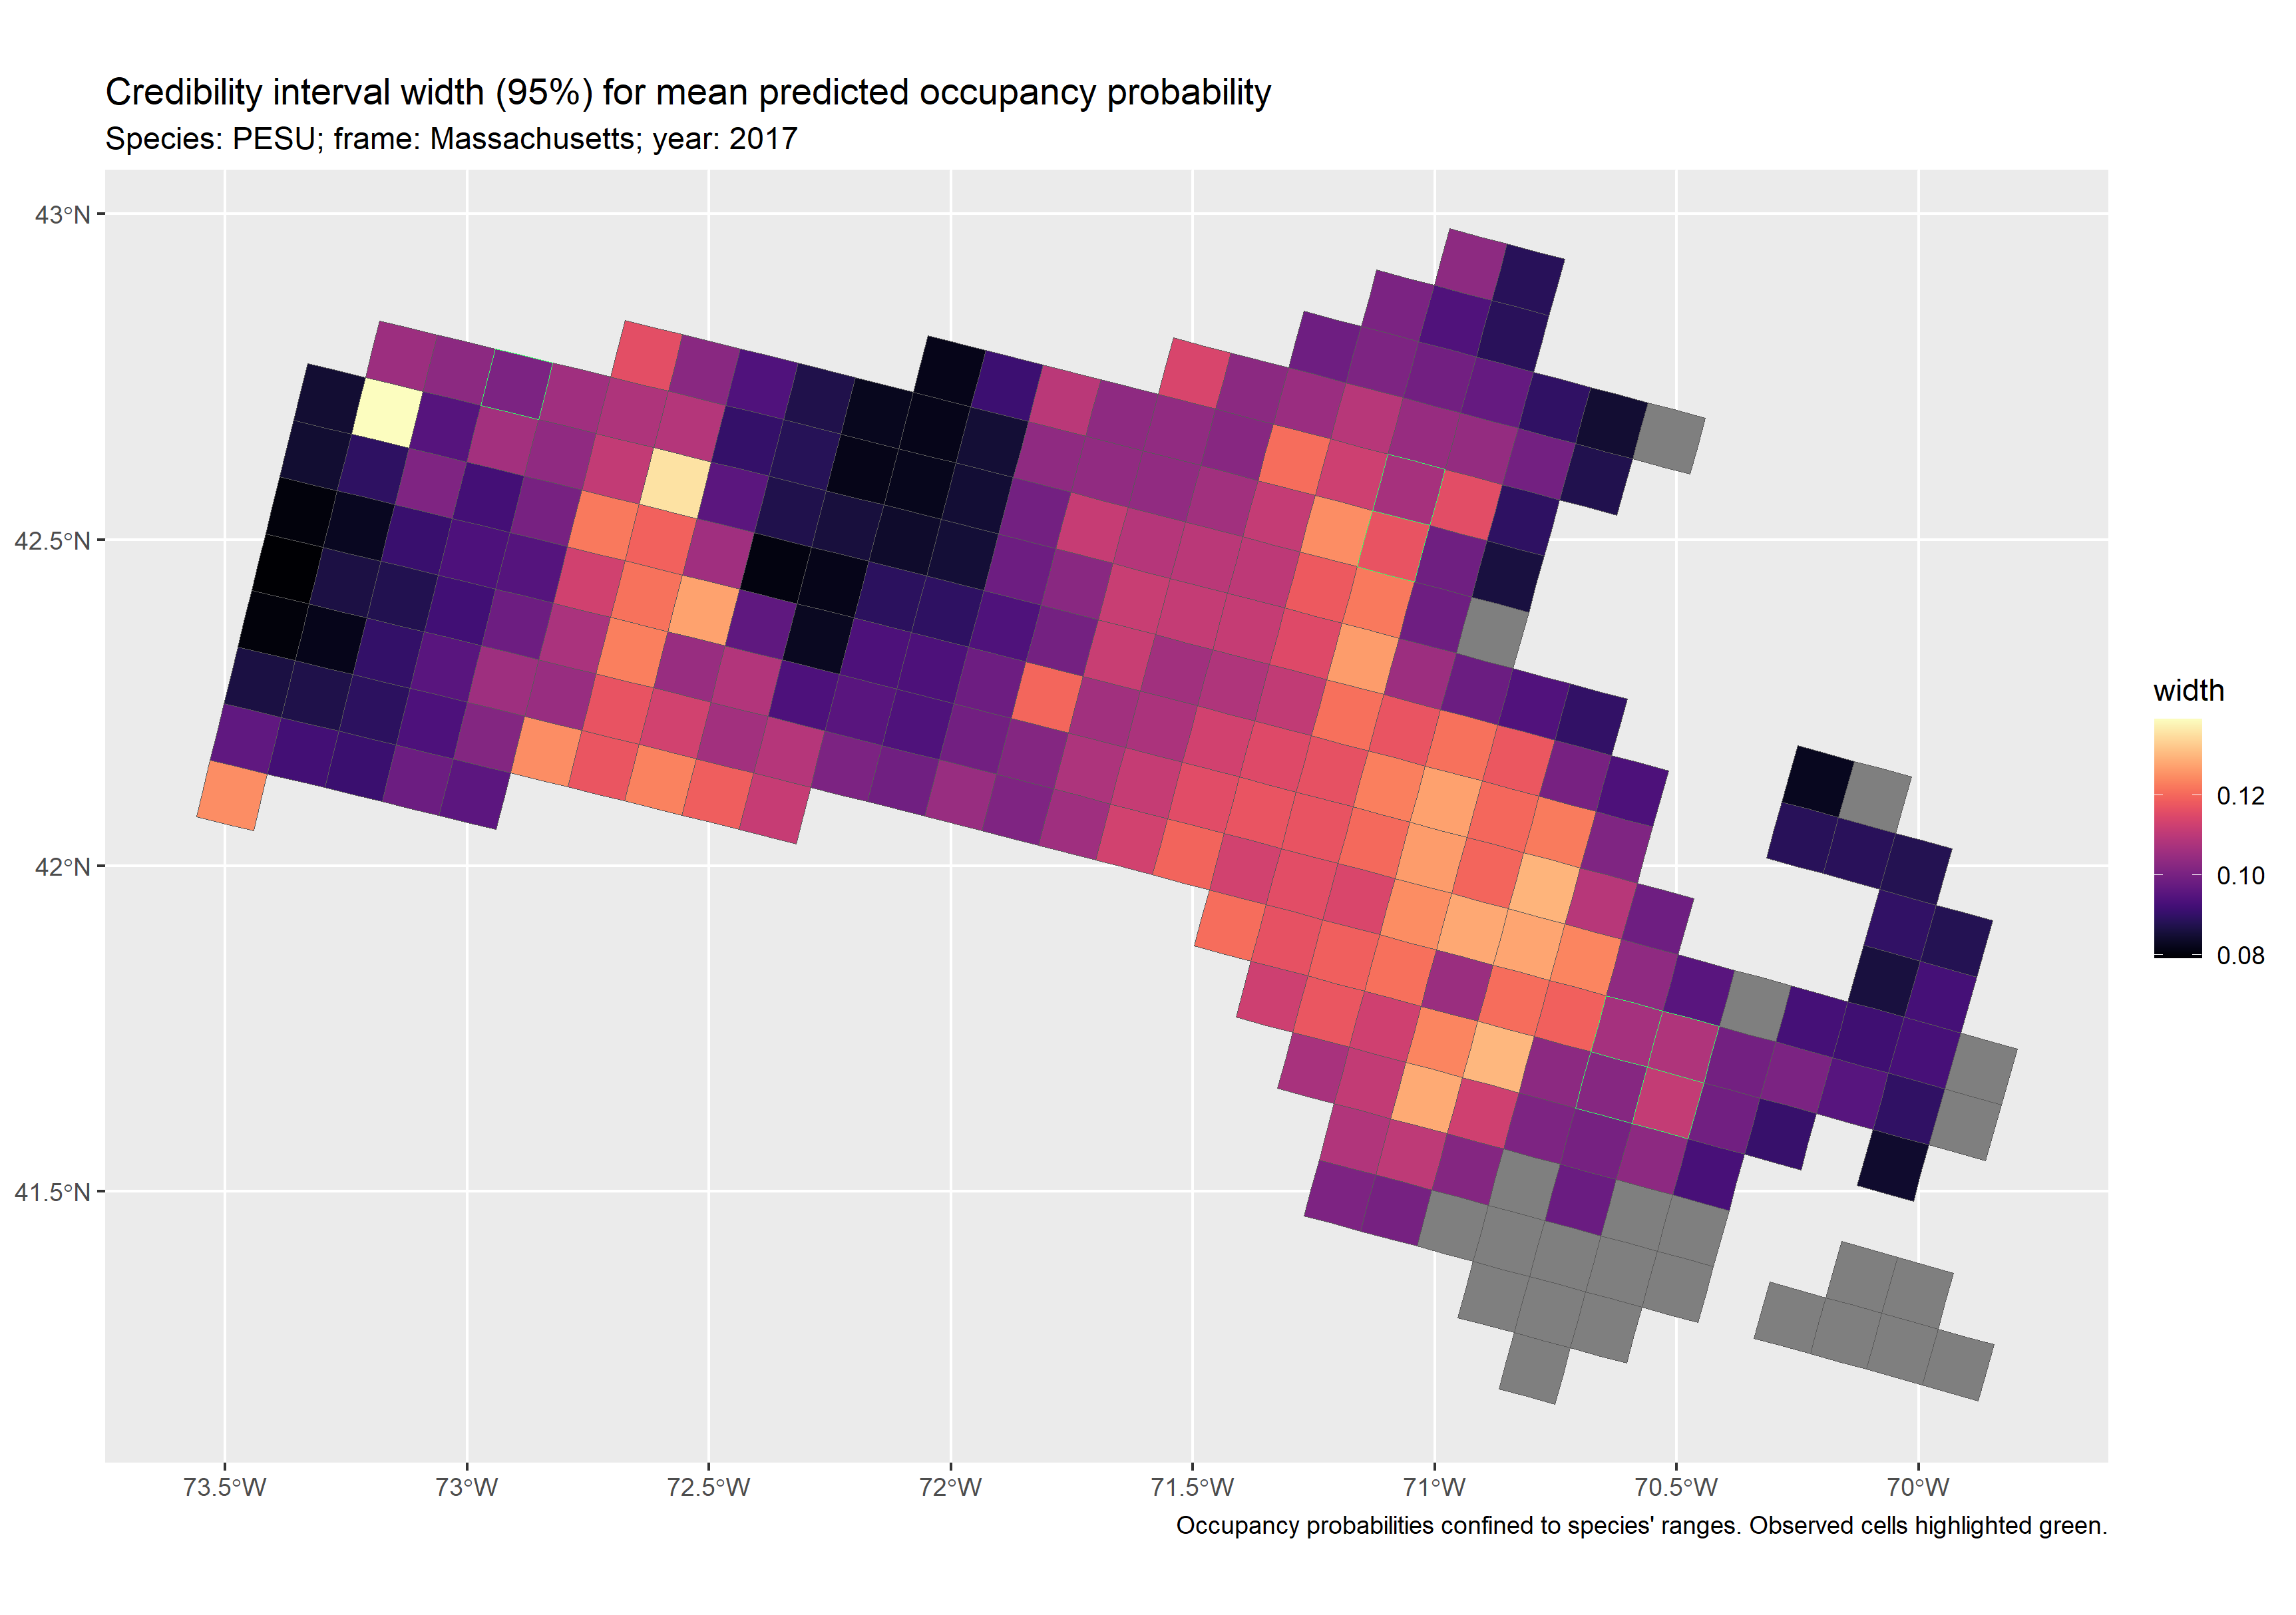 Credibility interval width (95%) for mean predicted occupancy probability
Species: PESU; frame: Massachusetts; year: 2017
43°N
42.5°N
42°N
41.5°N
73.5°W
73°W
72.5°W
72°W
71.5°W
71°W
70.5°W
70°W
width
0.12
0.10
0.08
Occupancy probabilities confined to species' ranges. Observed cells highlighted green.